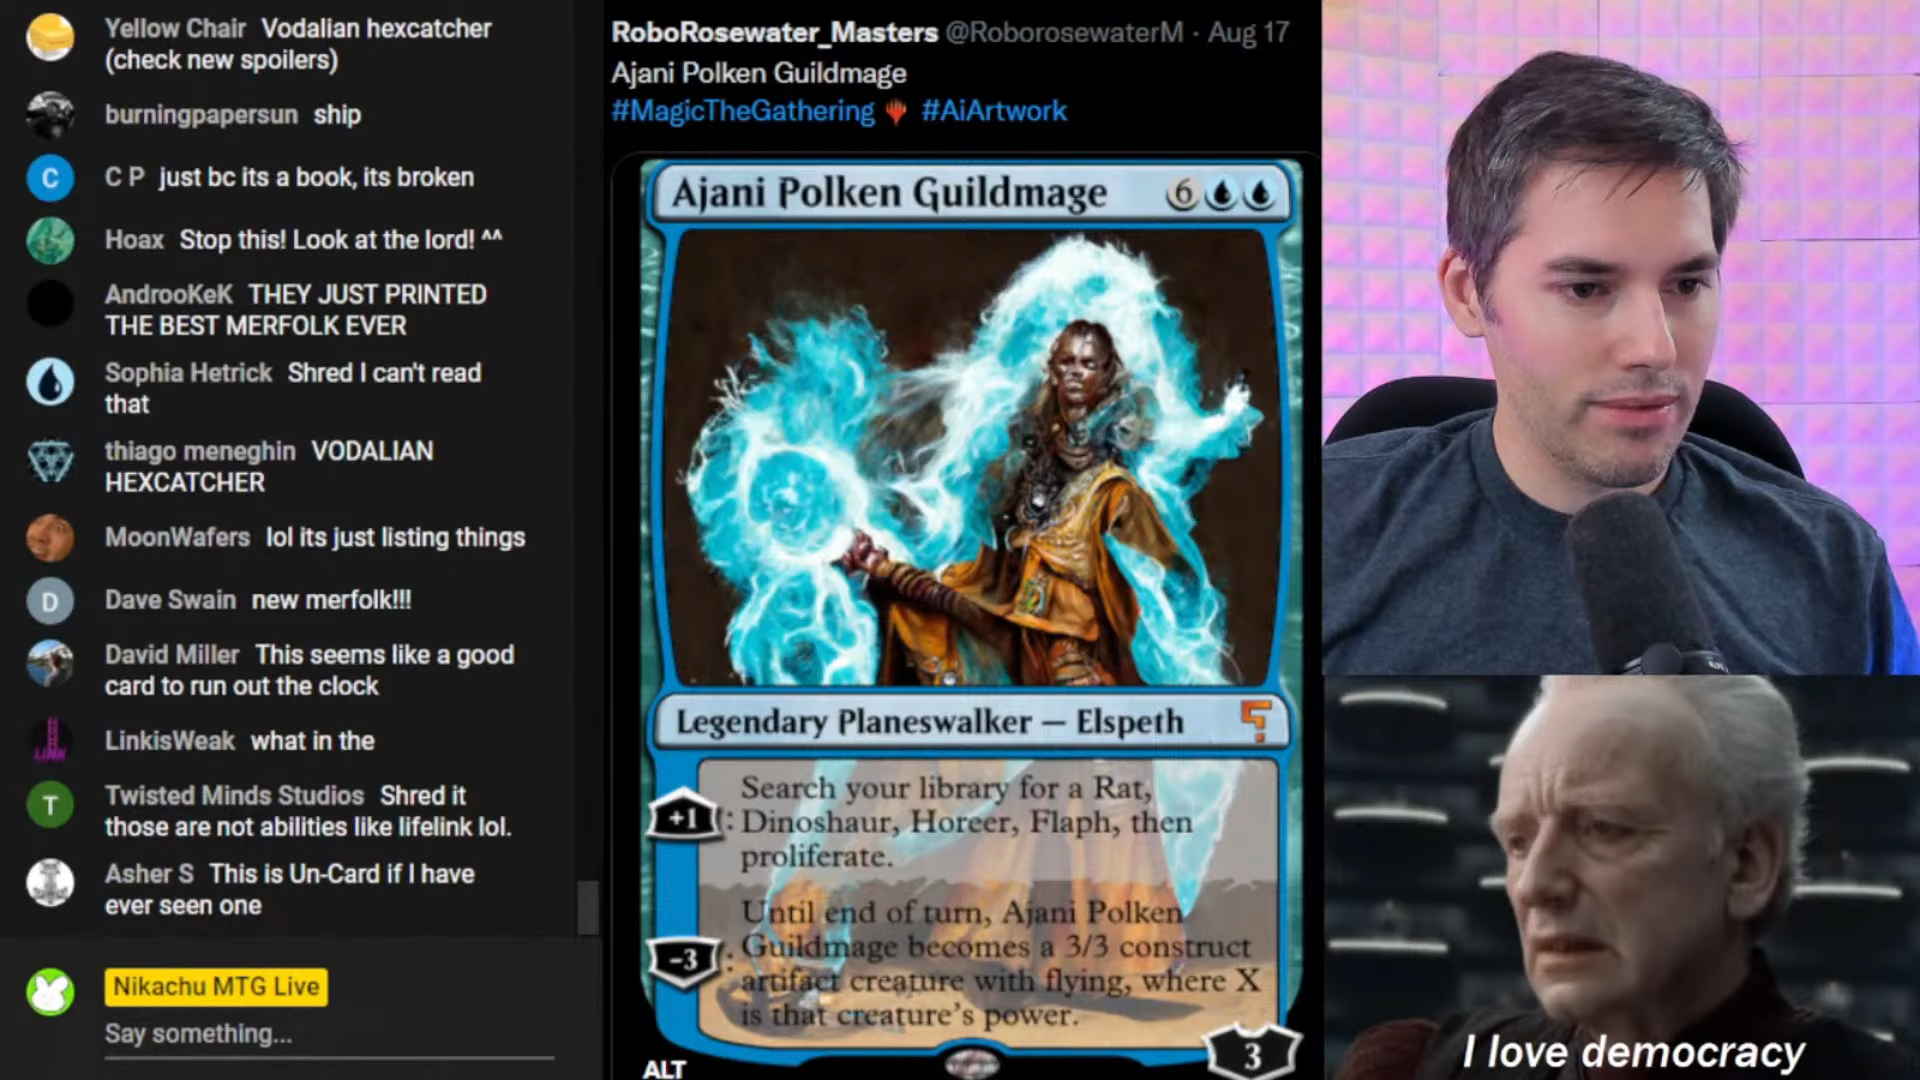 Yellow Chair Vodalian hexcatcher
(check new spoilers)
burningpapersun ship
C
C P just bc its a book, its broken
Hoax Stop this! Look at the lord! ^^
AndrooKeK THEY JUST PRINTED
THE BEST MERFOLK EVER
Sophia Hetrick Shred I can't read
that
thiago meneghin VODALIAN
HEXCATCHER
MoonWafers lol its just listing things
D
Dave Swain new merfolk!!!
David Miller This seems like a good
card to run out the clock
LINK
LinkisWeak what in the
T
Twisted Minds Studios Shred it
those are not abilities like lifelink lol.
Asher S This is Un-Card if I have
ever seen one
Nikachu MTG Live
Say something...
RoboRosewater_Masters @RoborosewaterM · Aug 17
Ajani Polken Guildmage
#MagicTheGathering #AiArtwork
Ajani Polken Guildmage 6
Legendary Planeswalker — Elspeth
+1 : Search your library for a Rat,
Dinoshaur, Horeer, Flaph, then
proliferate.
-3 : Until end of turn, Ajani Polken
Guildmage becomes a 3/3 construct
artifact creature with flying, where X
is that creature's power.
3
ALT
I love democracy